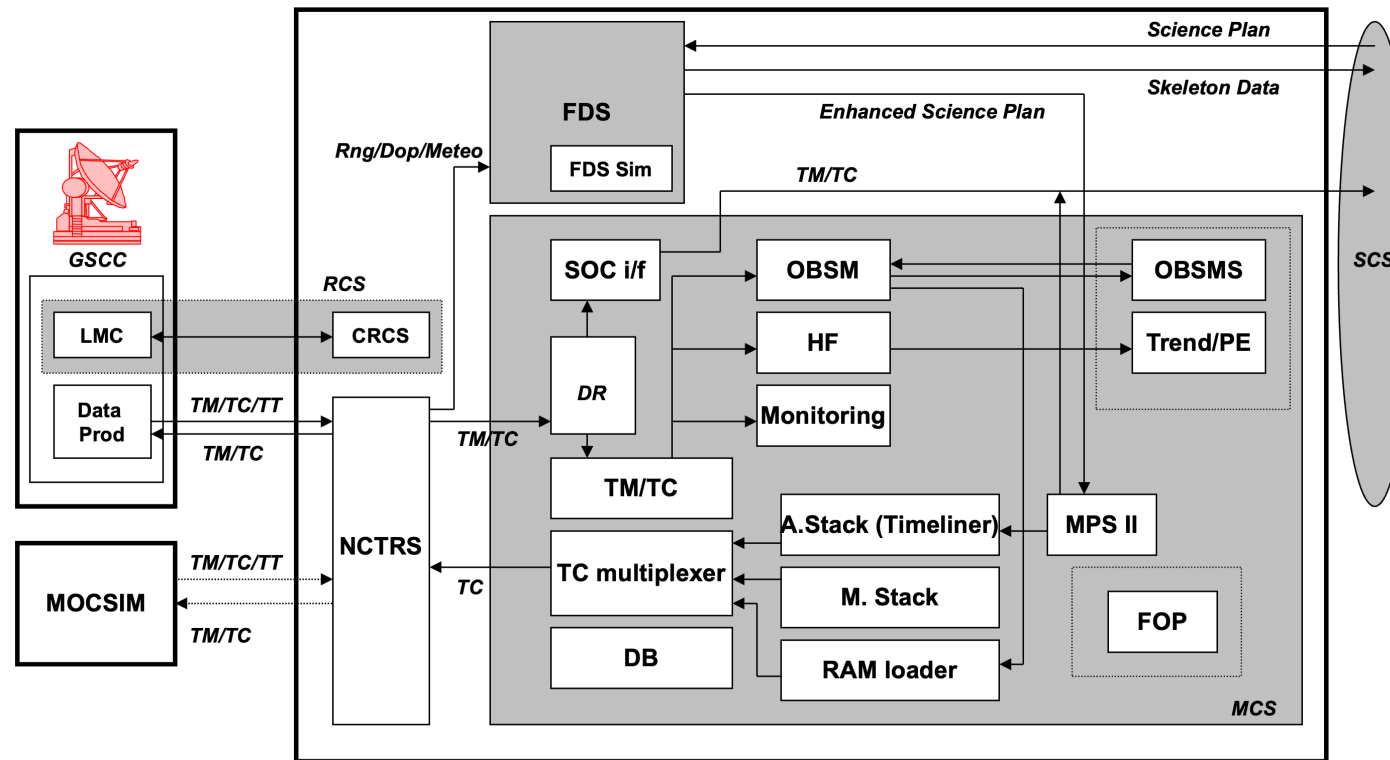 Science Plan
Skeleton Data
FDS
Enhanced Science Plan
Rng/Dop/Meteo
FDS Sim
TM/TC
GSCC
SOC i/f
OBSM
OBSMS
SCS
RCS
LMC
CRCS
HF
Trend/PE
DR
Data
Prod
TM/TC/TT
TM/TC
TM/TC
Monitoring
TM/TC
A.Stack (Timeliner)
MPS II
NCTRS
TC multiplexer
TC
MOCSIM
TM/TC/TT
TM/TC
M. Stack
FOP
DB
RAM loader
MCS